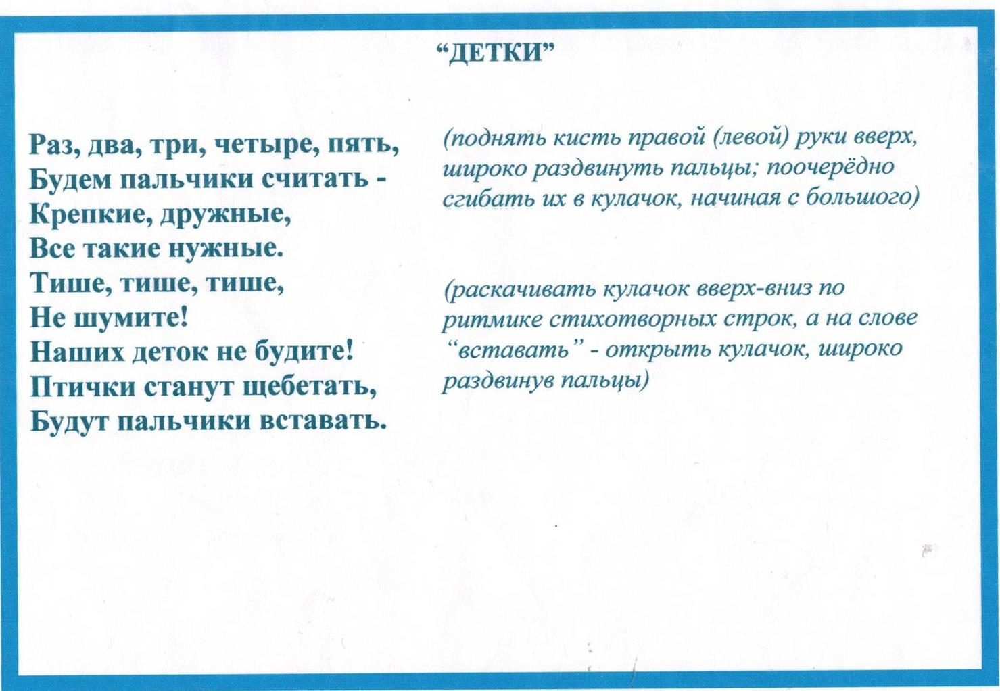 “ДЕТКИ”
Раз, два, три, четыре, пять,
Будем пальчики считать -
Крепкие, дружные,
Все такие нужные.
Тише, тише, тише,
Не шумите!
Наших деток не будите!
Птички станут щебетать,
Будут пальчики вставать.
(поднять кисть правой (левой) руки вверх,
широко раздвинуть пальцы; поочерёдно
сгибать их в кулачок, начиная с большого)
(раскачивать кулачок вверх-вниз по
ритмике стихотворных строк, а на слове
“вставать” - открыть кулачок, широко
раздвинув пальцы)